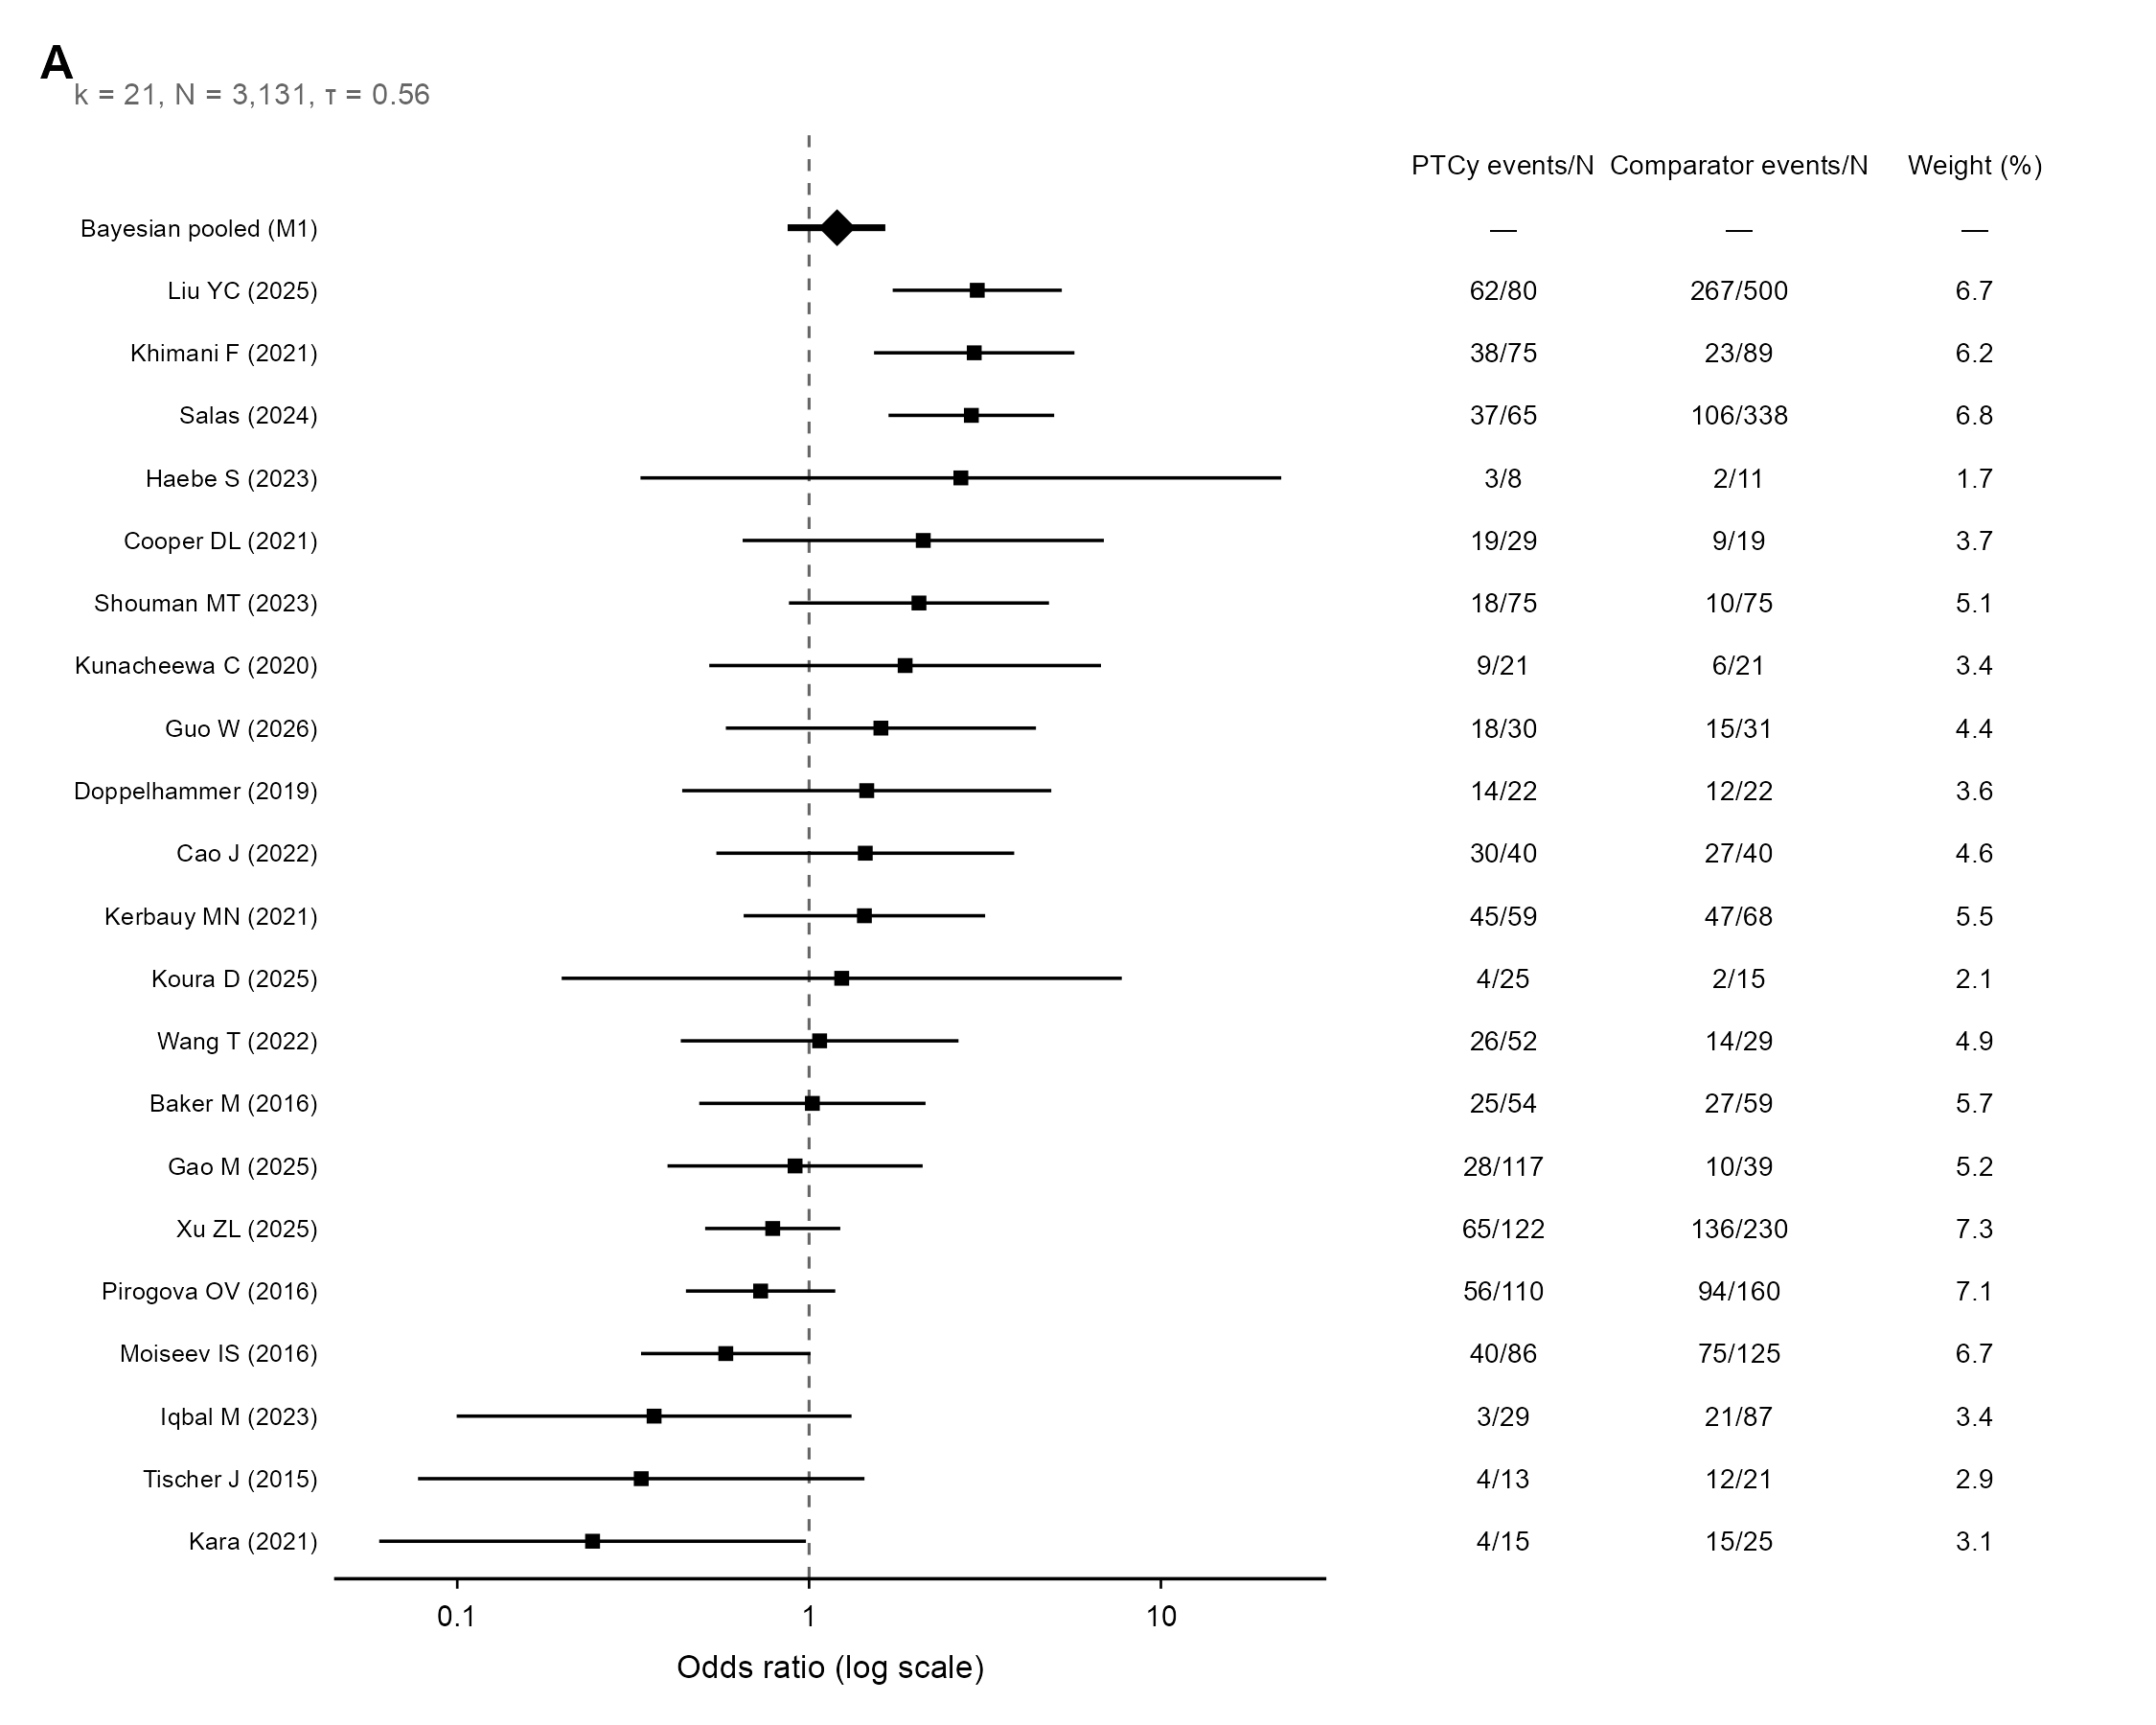 A
k = 21, N = 3,131, τ = 0.56
PTCy events/N Comparator events/N Weight (%)
Bayesian pooled (M1) — — —
Liu YC (2025) 62/80 267/500 6.7
Khimani F (2021) 38/75 23/89 6.2
Salas (2024) 37/65 106/338 6.8
Haebe S (2023) 3/8 2/11 1.7
Cooper DL (2021) 19/29 9/19 3.7
Shouman MT (2023) 18/75 10/75 5.1
Kunacheewa C (2020) 9/21 6/21 3.4
Guo W (2026) 18/30 15/31 4.4
Doppelhammer (2019) 14/22 12/22 3.6
Cao J (2022) 30/40 27/40 4.6
Kerbauy MN (2021) 45/59 47/68 5.5
Koura D (2025) 4/25 2/15 2.1
Wang T (2022) 26/52 14/29 4.9
Baker M (2016) 25/54 27/59 5.7
Gao M (2025) 28/117 10/39 5.2
Xu ZL (2025) 65/122 136/230 7.3
Pirogova OV (2016) 56/110 94/160 7.1
Moiseev IS (2016) 40/86 75/125 6.7
Iqbal M (2023) 3/29 21/87 3.4
Tischer J (2015) 4/13 12/21 2.9
Kara (2021) 4/15 15/25 3.1
0.1 1 10
Odds ratio (log scale)